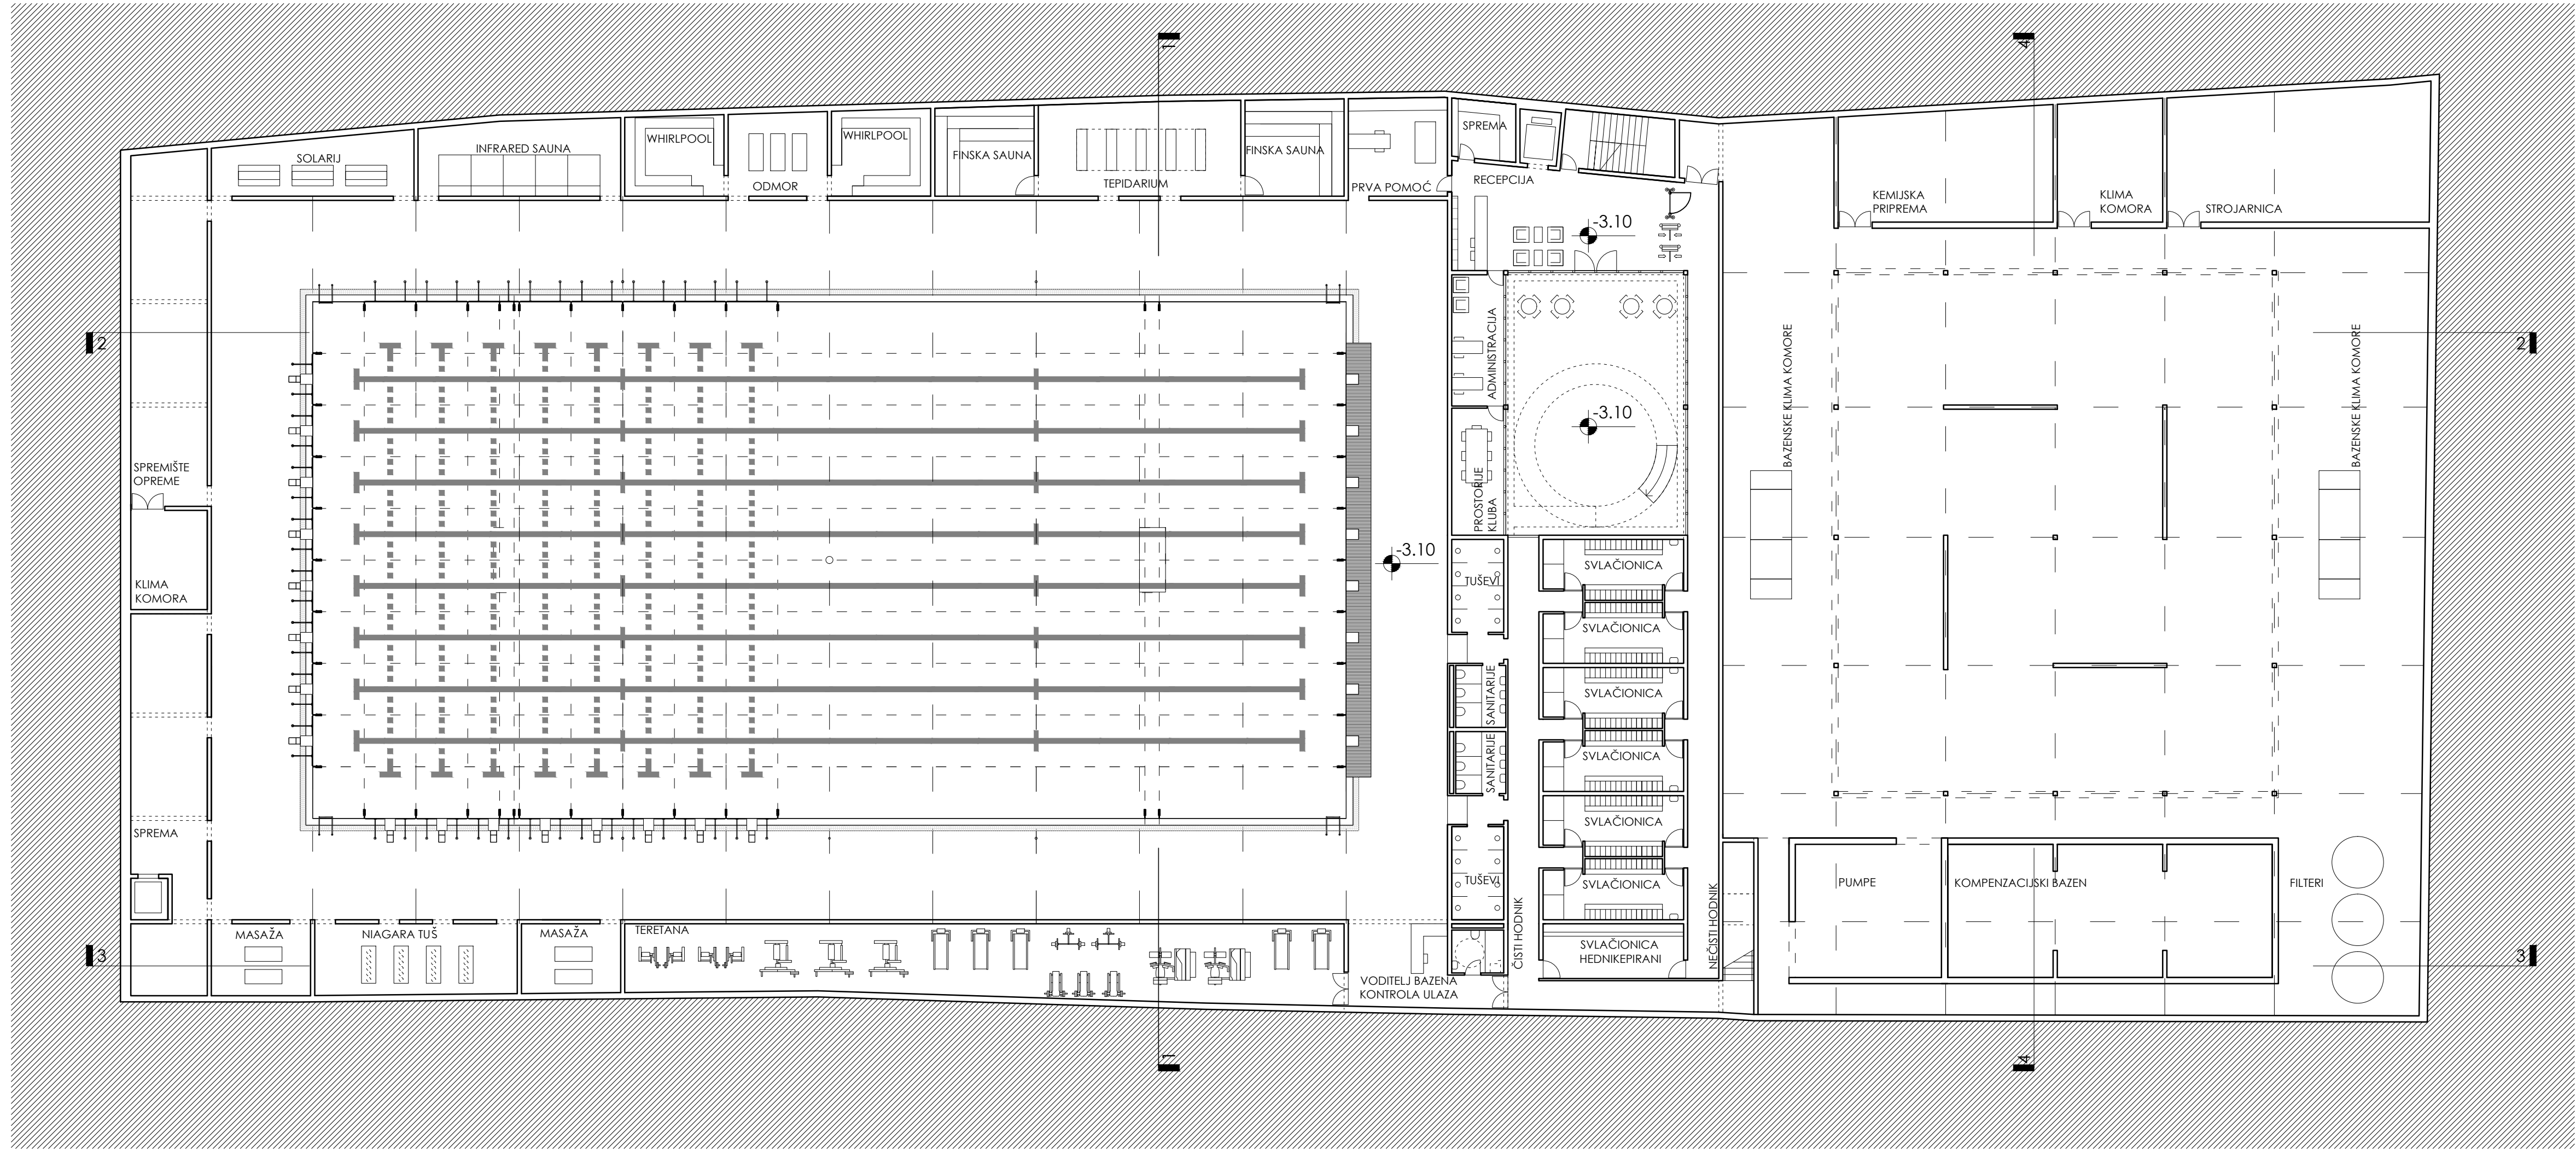 1
4
SOLARIJ
INFRARED SAUNA
WHIRLPOOL
ODMOR
WHIRLPOOL
FINSKA SAUNA
TEPIDARIUM
FINSKA SAUNA
PRVA POMOĆ
SPREMA
RECEPCIJA
-3.10
KEMIJSKA
PRIPREMA
KLIMA
KOMORA
STROJARNICA
2
2
ADMINISTRACIJA
BAZENSKE KLIMA KOMORE
BAZENSKE KLIMA KOMORE
-3.10
SPREMIŠTE
OPREME
PROSTORIJE
KLUBA
-3.10
KLIMA
KOMORA
TUŠEVI
SVLAČIONICA
SVLAČIONICA
SANITARIJE
SVLAČIONICA
SANITARIJE
SVLAČIONICA
SVLAČIONICA
SPREMA
TUŠEVI
SVLAČIONICA
PUMPE
KOMPENZACIJSKI BAZEN
FILTERI
MASAŽA
NIAGARA TUŠ
MASAŽA
TERETANA
ČISTI HODNIK
SVLAČIONICA
HEDNIKEPIRANI
NEČISTI HODNIK
3
3
VODITELJ BAZENA
KONTROLA ULAZA
1
4